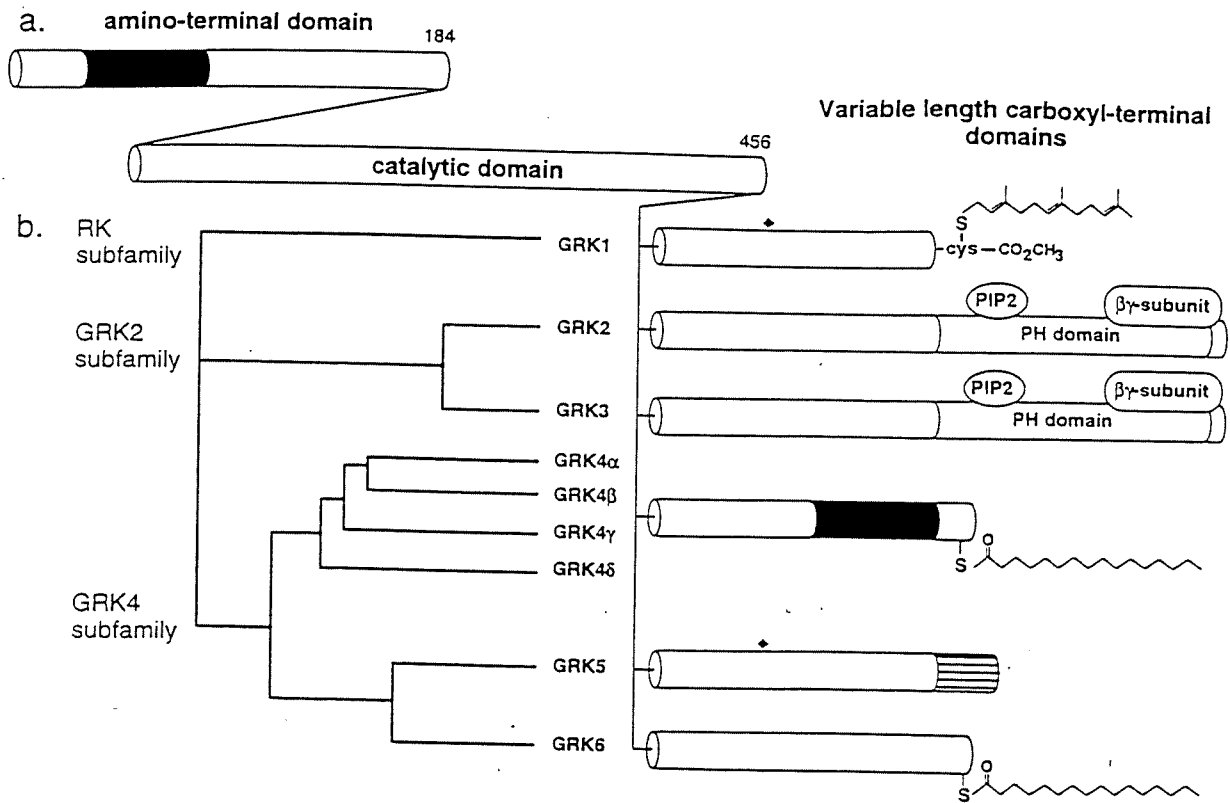 a.
amino-terminal domain
184
Variable length carboxyl-terminal
domains
456
catalytic domain
b.
RK
subfamily
GRK1
S
cys—CO₂CH₃
GRK2
subfamily
GRK2
PIP2
βγ-subunit
PH domain
GRK3
PIP2
βγ-subunit
PH domain
GRK4α
GRK4β
GRK4γ
GRK4δ
O
S
GRK4
subfamily
GRK5
GRK6
O
S